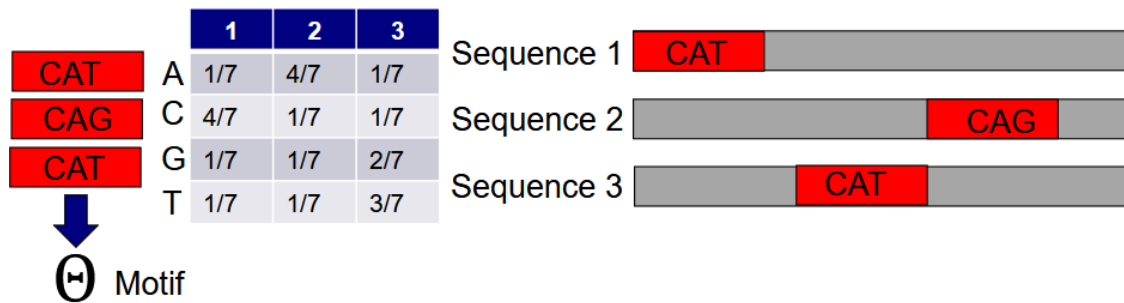 1 2 3
CAT A 1/7 4/7 1/7
CAG C 4/7 1/7 1/7
CAT G 1/7 1/7 2/7
T 1/7 1/7 3/7
Θ Motif
Sequence 1 CAT
Sequence 2 CAG
Sequence 3 CAT